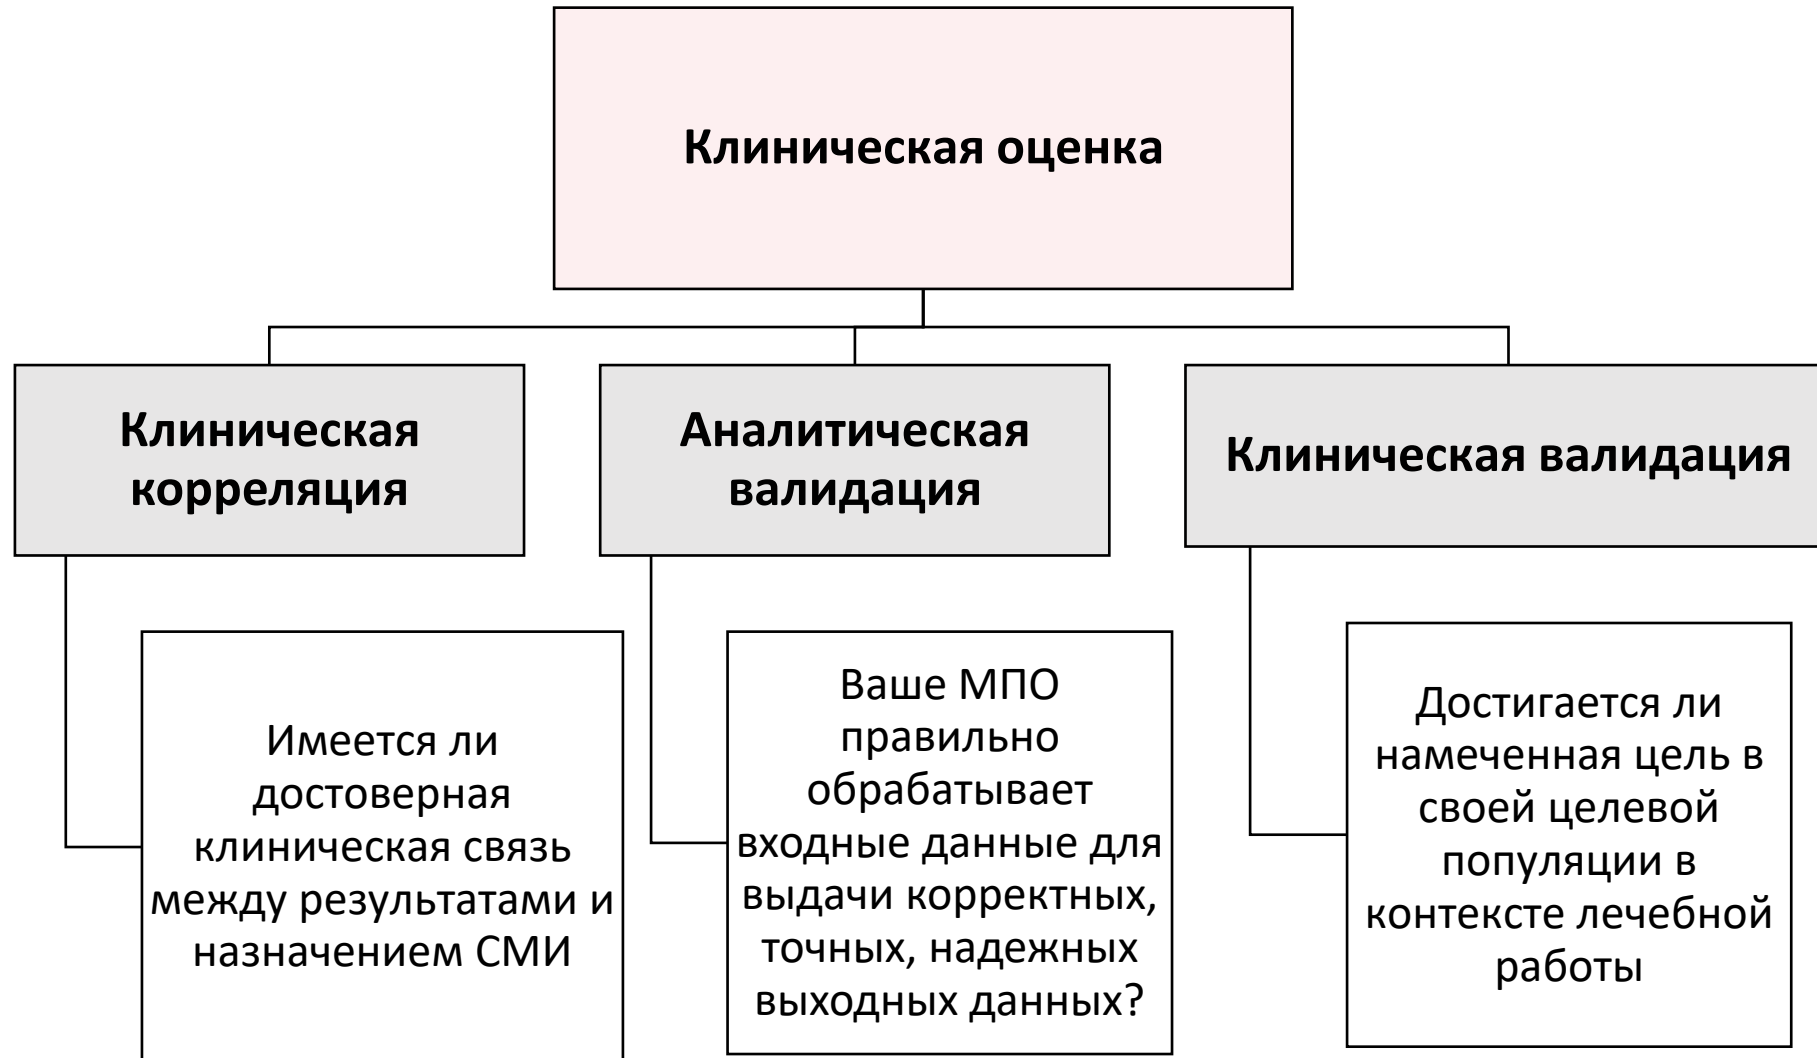 Клиническая оценка
Клиническая
корреляция
Аналитическая
валидация
Клиническая валидация
Имеется ли
достоверная
клиническая связь
между результатами и
назначением СМИ
Ваше МПО
правильно
обрабатывает
входные данные для
выдачи корректных,
точных, надежных
выходных данных?
Достигается ли
намеченная цель в
своей целевой
популяции в
контексте лечебной
работы